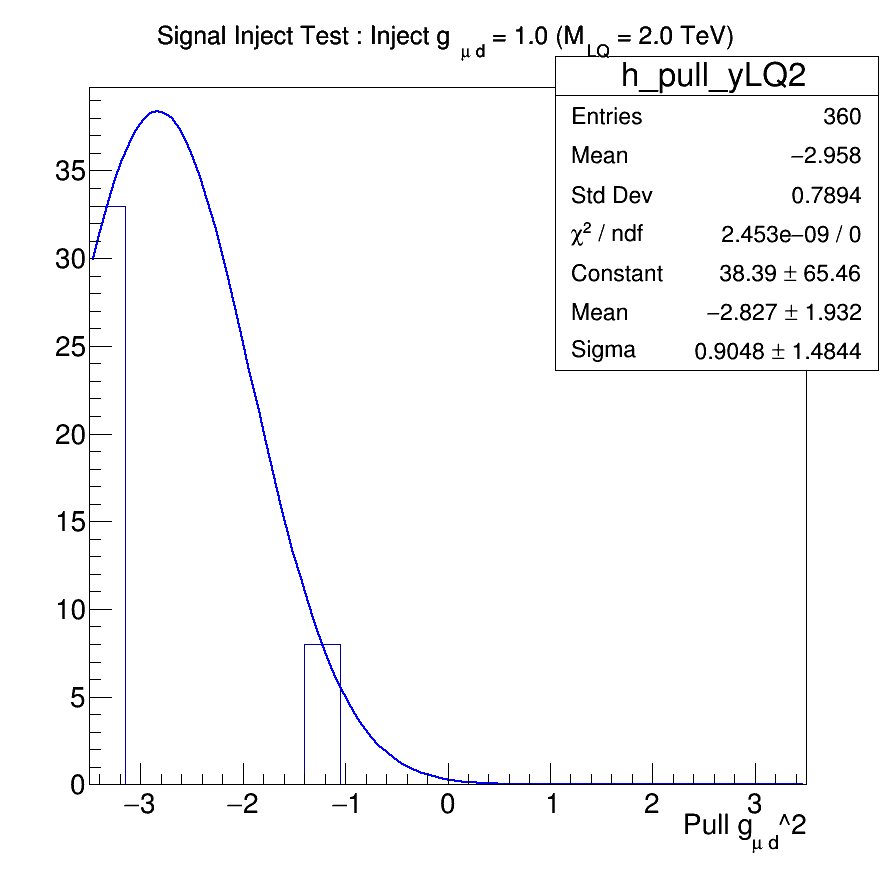 Signal Inject Test : Inject g μ d = 1.0 (M LQ = 2.0 TeV)
h_pull_yLQ2
Entries 360
Mean −2.958
Std Dev 0.7894
χ² / ndf 2.453e−09 / 0
Constant 38.39 ± 65.46
Mean −2.827 ± 1.932
Sigma 0.9048 ± 1.4844
35
30
25
20
15
10
5
0
−3 −2 −1 0 1 2 3
Pull g μ d ^2